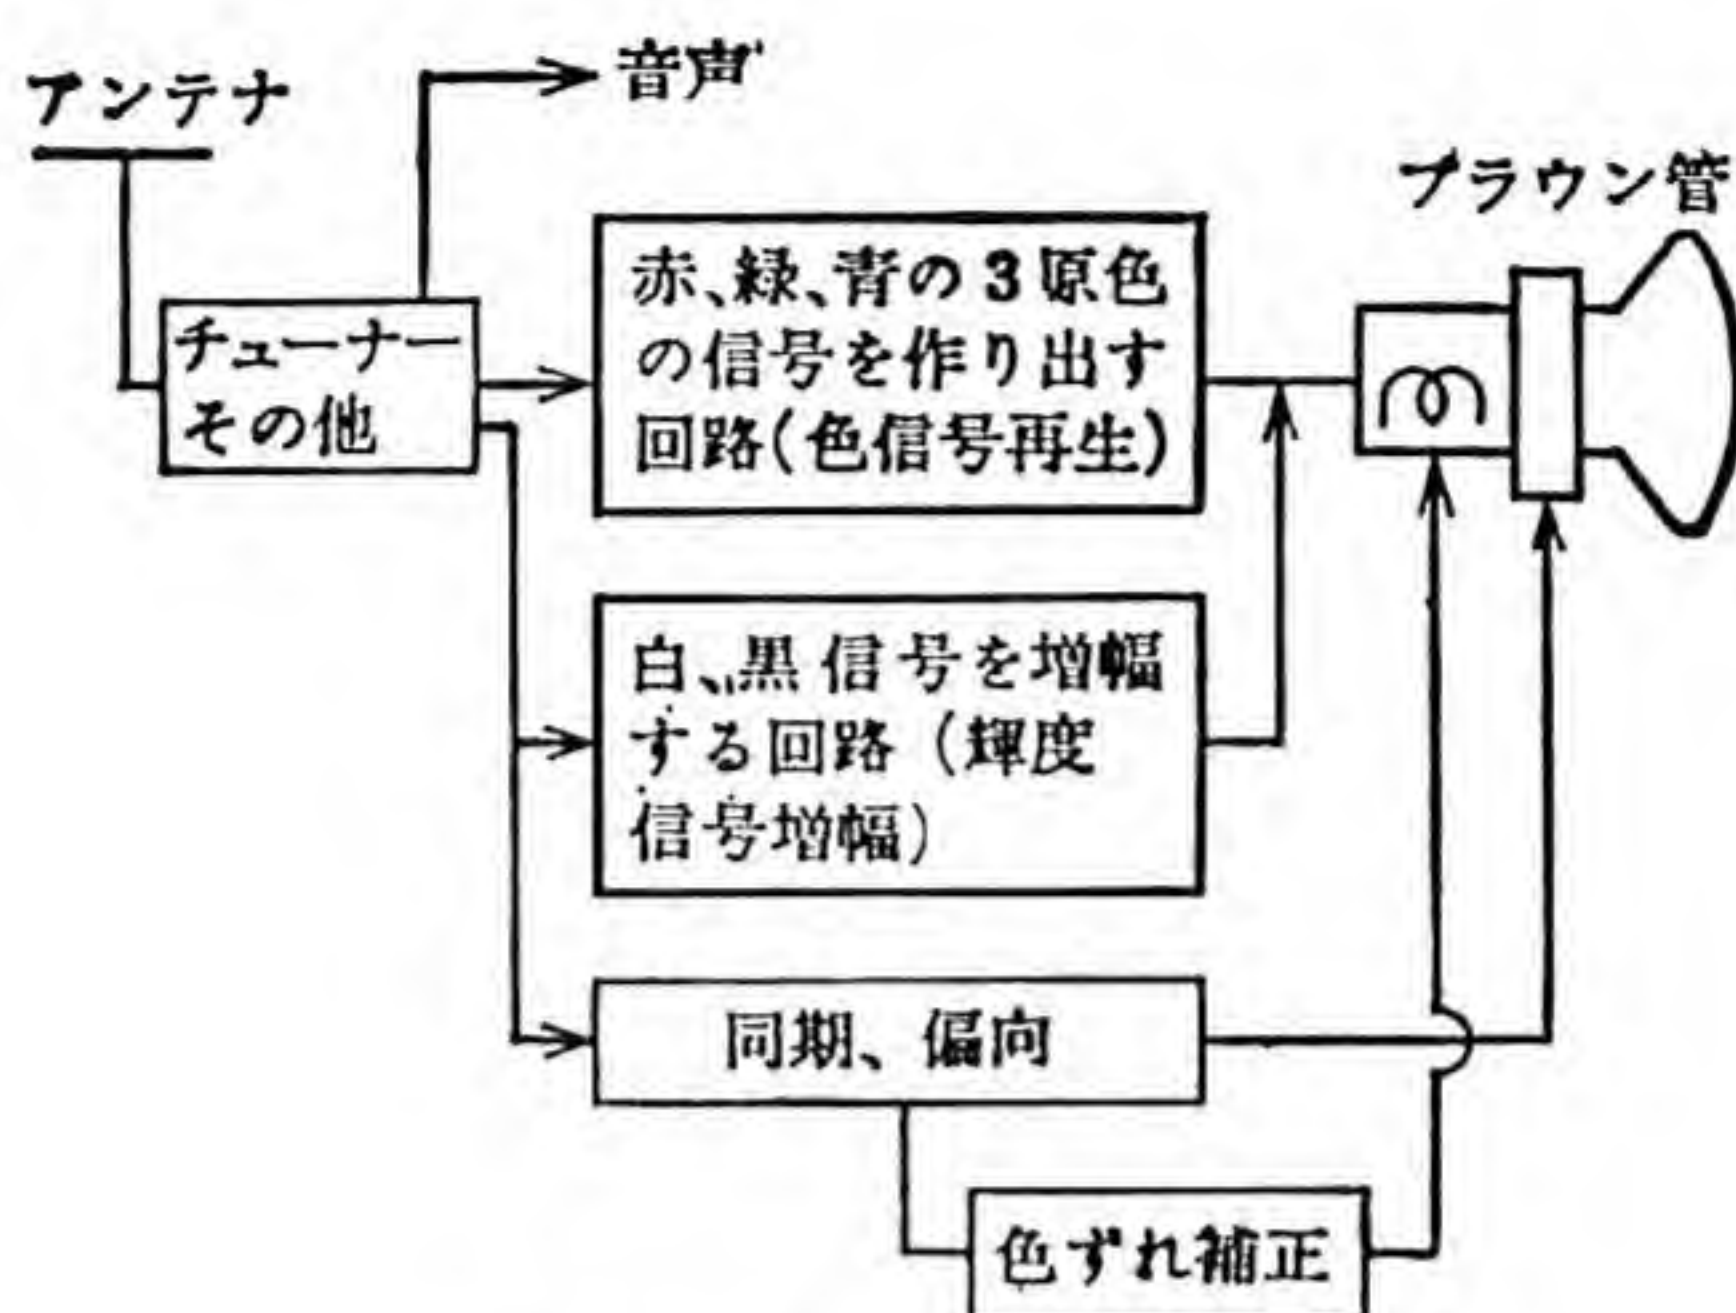 アンテナ
音声
ブラウン管
チューナー
その他
赤、緑、青の3原色
の信号を作り出す
回路(色信号再生)
白、黒信号を増幅
する回路(輝度
信号増幅)
同期、偏向
色ずれ補正